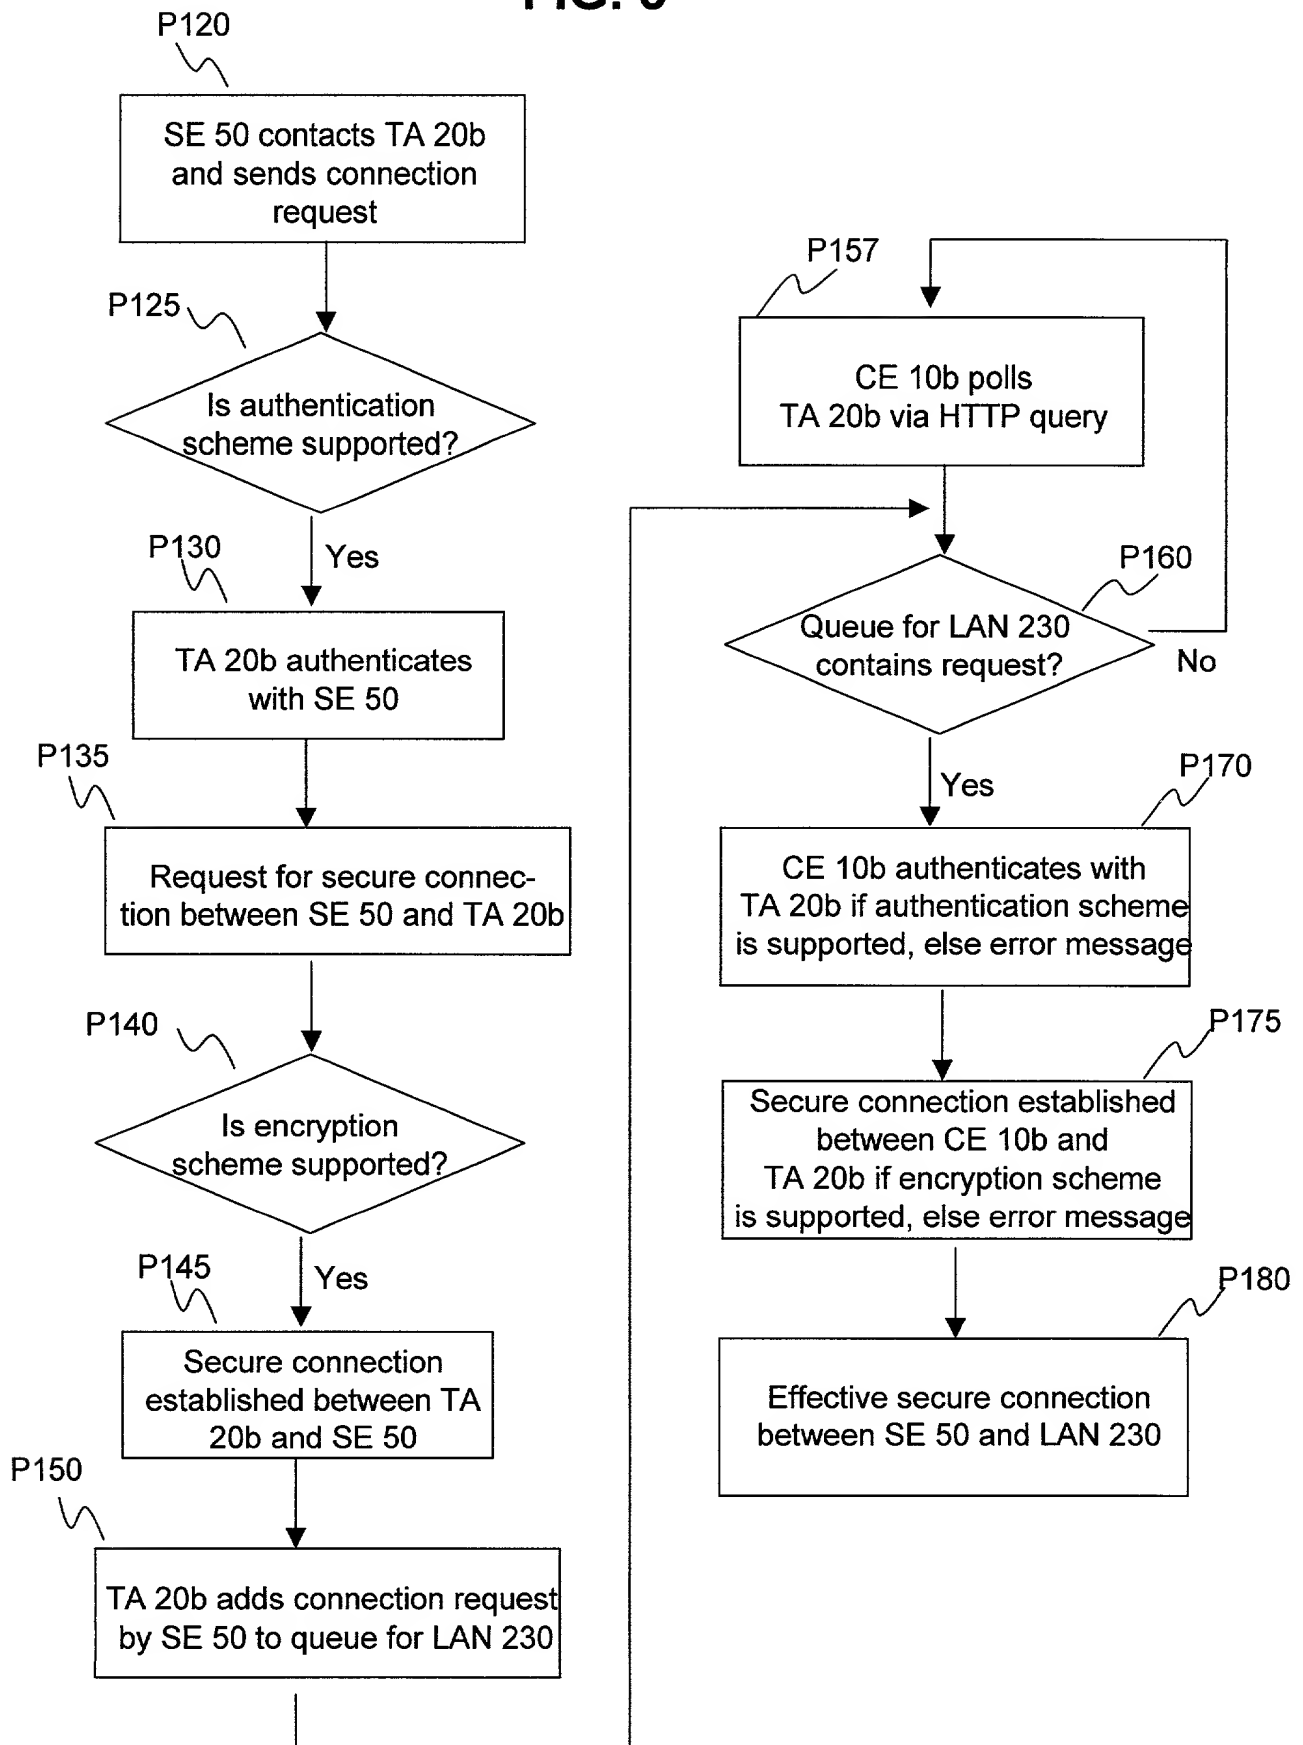 P120
SE 50 contacts TA 20b
and sends connection
request
P125
Is authentication
scheme supported?
Yes
P130
TA 20b authenticates
with SE 50
P135
Request for secure connec-
tion between SE 50 and TA 20b
P140
Is encryption
scheme supported?
Yes
P145
Secure connection
established between TA
20b and SE 50
P150
TA 20b adds connection request
by SE 50 to queue for LAN 230
P157
CE 10b polls
TA 20b via HTTP query
P160
Queue for LAN 230
contains request?
No
Yes
P170
CE 10b authenticates with
TA 20b if authentication scheme
is supported, else error message
P175
Secure connection established
between CE 10b and
TA 20b if encryption scheme
is supported, else error message
P180
Effective secure connection
between SE 50 and LAN 230